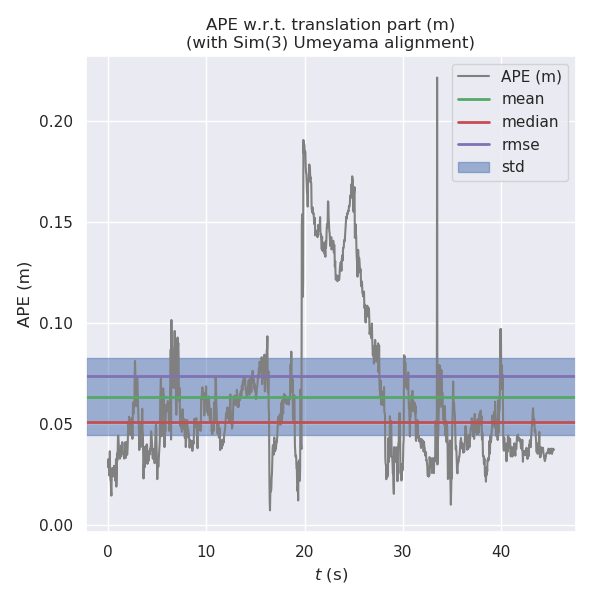 APE w.r.t. translation part (m)
(with Sim(3) Umeyama alignment)
APE (m)
mean
median
rmse
std
APE (m)
0.20
0.15
0.10
0.05
0.00
0 10 20 30 40
t (s)